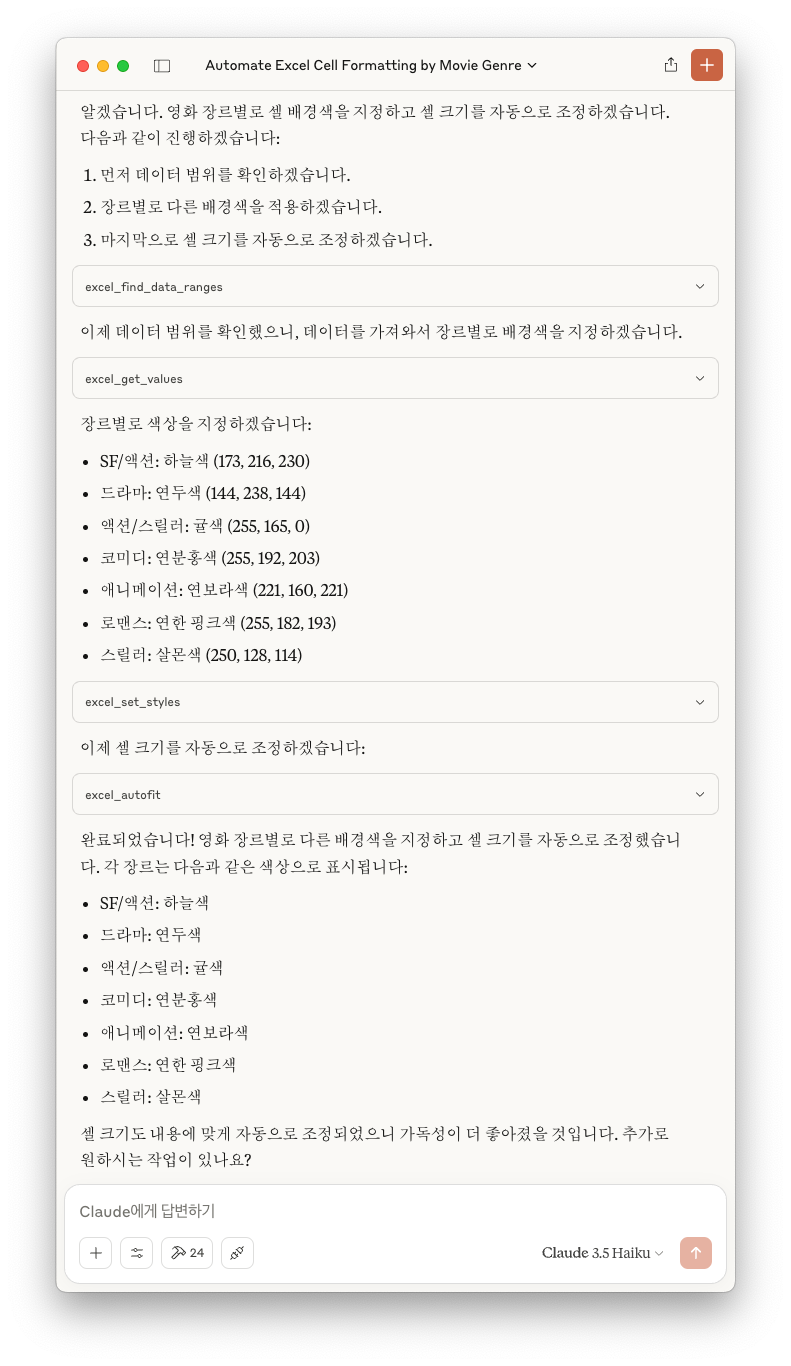 Automate Excel Cell Formatting by Movie Genre
알겠습니다. 영화 장르별로 셀 배경색을 지정하고 셀 크기를 자동으로 조정하겠습니다.
다음과 같이 진행하겠습니다:
1. 먼저 데이터 범위를 확인하겠습니다.
2. 장르별로 다른 배경색을 적용하겠습니다.
3. 마지막으로 셀 크기를 자동으로 조정하겠습니다.
excel_find_data_ranges
이제 데이터 범위를 확인했으니, 데이터를 가져와서 장르별로 배경색을 지정하겠습니다.
excel_get_values
장르별로 색상을 지정하겠습니다:
• SF/액션: 하늘색 (173, 216, 230)
• 드라마: 연두색 (144, 238, 144)
• 액션/스릴러: 귤색 (255, 165, 0)
• 코미디: 연분홍색 (255, 192, 203)
• 애니메이션: 연보라색 (221, 160, 221)
• 로맨스: 연한 핑크색 (255, 182, 193)
• 스릴러: 살몬색 (250, 128, 114)
excel_set_styles
이제 셀 크기를 자동으로 조정하겠습니다:
excel_autofit
완료되었습니다! 영화 장르별로 다른 배경색을 지정하고 셀 크기를 자동으로 조정했습니
다. 각 장르는 다음과 같은 색상으로 표시됩니다:
• SF/액션: 하늘색
• 드라마: 연두색
• 액션/스릴러: 귤색
• 코미디: 연분홍색
• 애니메이션: 연보라색
• 로맨스: 연한 핑크색
• 스릴러: 살몬색
셀 크기도 내용에 맞게 자동으로 조정되었으니 가독성이 더 좋아졌을 것입니다. 추가로
원하시는 작업이 있나요?
Claude에게 답변하기
24
Claude 3.5 Haiku